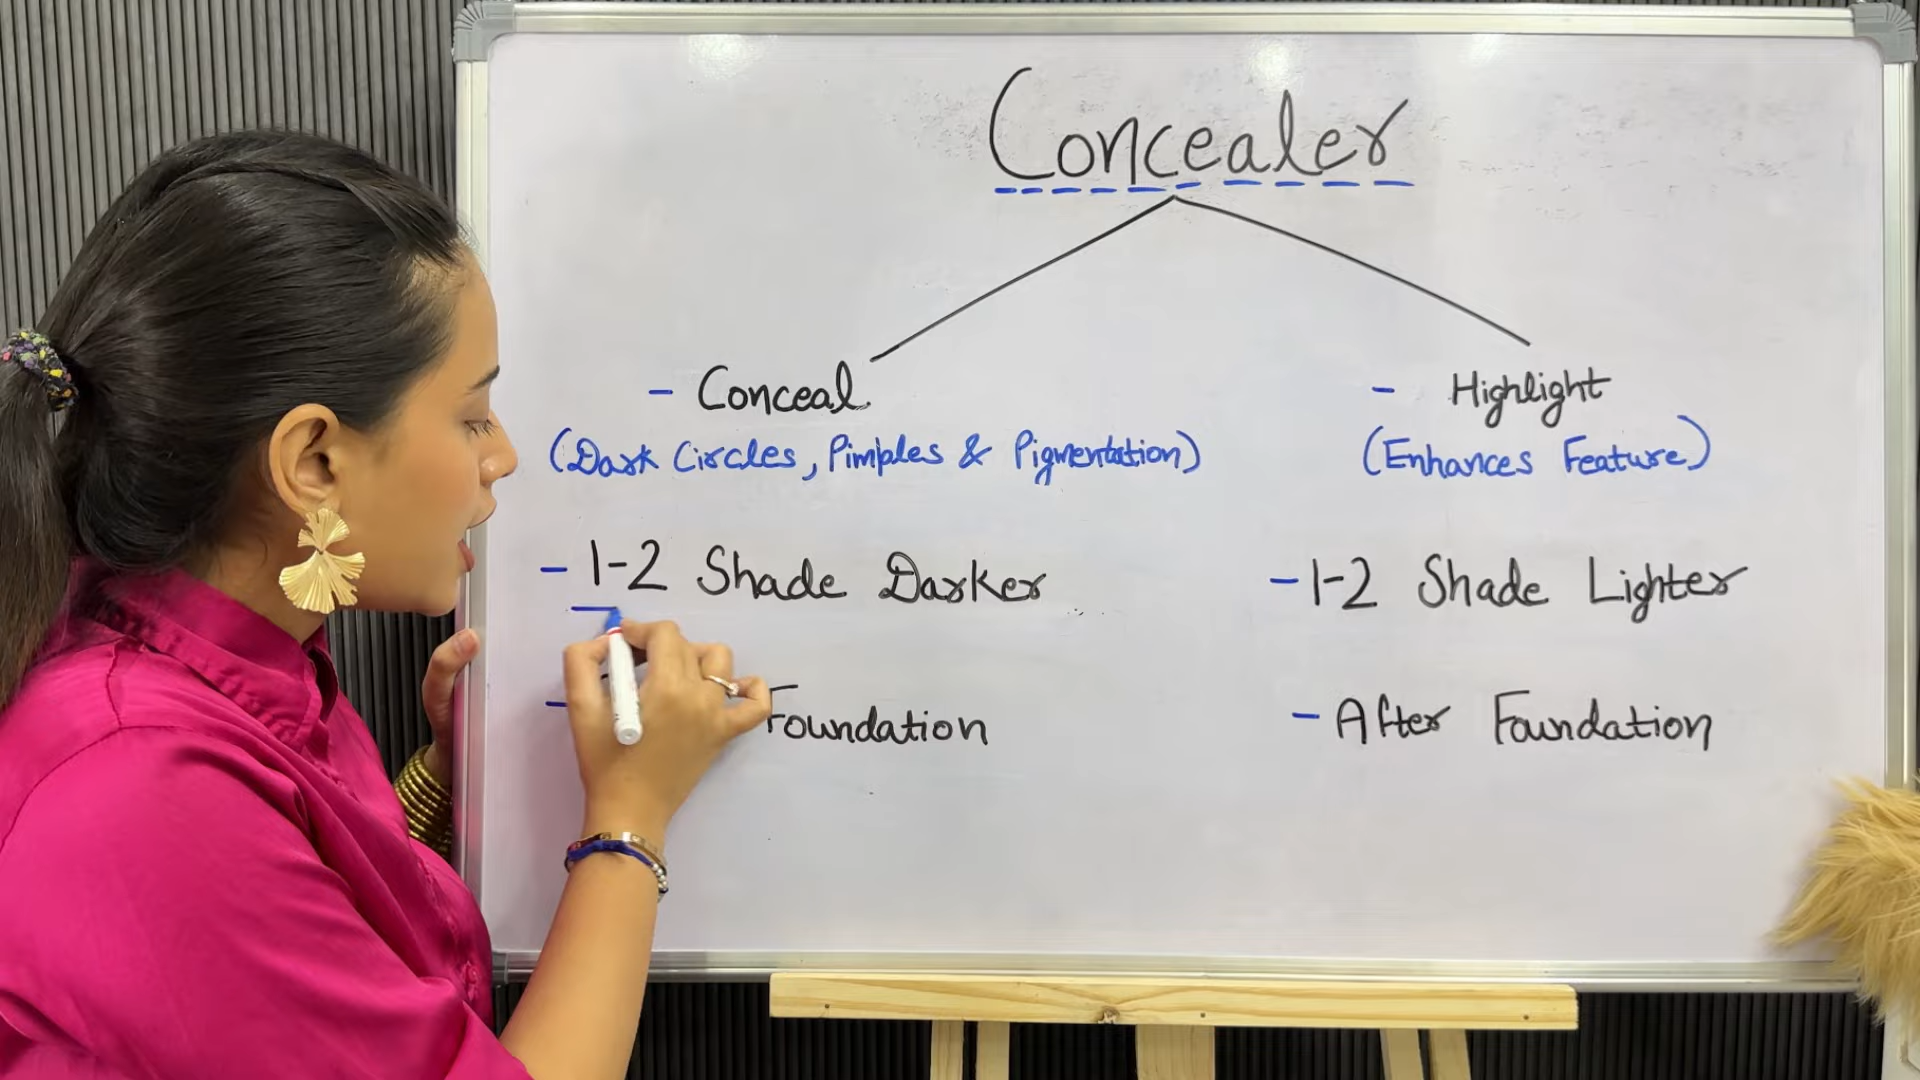 Concealer
- Conceal.
(Dark Circles, Pimples & Pigmentation)
- 1-2 Shade Darker
- Foundation
- Highlight
(Enhances Feature)
- 1-2 Shade Lighter
- After Foundation